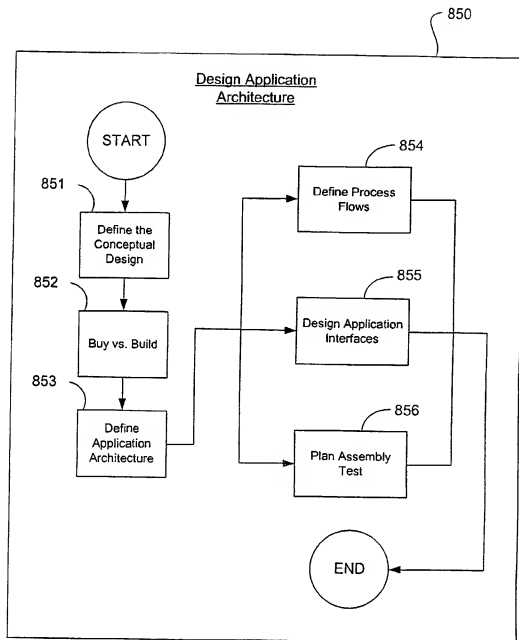 850
Design Application
Architecture
START
851
Define the
Conceptual
Design
852
Buy vs. Build
853
Define
Application
Architecture
854
Define Process
Flows
855
Design Application
Interfaces
856
Plan Assembly
Test
END